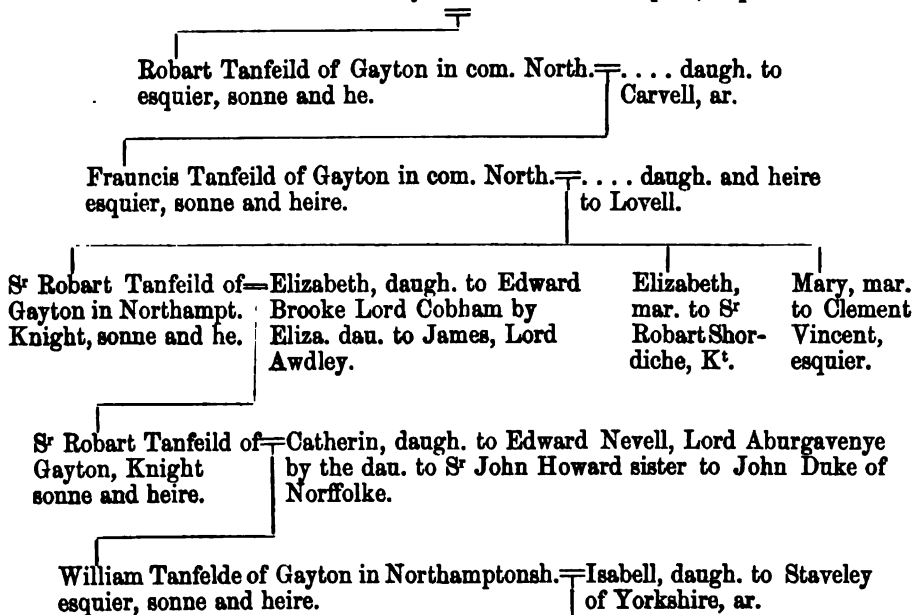 Robart Tanfeild of Gayton in com. North. = . . . . daugh. to
esquier, sonne and he. Carvell, ar.
Frauncis Tanfeild of Gayton in com. North. = . . . . daugh. and heire
esquier, sonne and heire. to Lovell.
Sʳ Robart Tanfeild of
Gayton in Northampt.
Knight, sonne and he.
= Elizabeth, daugh. to Edward
Brooke Lord Cobham by
Eliza. dau. to James, Lord
Awdley.
Elizabeth,
mar. to Sʳ
Robart Shor-
diche, Kᵗ.
Mary, mar.
to Clement
Vincent,
esquier.
Sʳ Robart Tanfeild of
Gayton, Knight
sonne and heire.
= Catherin, daugh. to Edward Nevell, Lord Aburgavenye
by the dau. to Sʳ John Howard sister to John Duke of
Norffolke.
William Tanfelde of Gayton in Northamptonsh. = Isabell, daugh. to Staveley
esquier, sonne and heire. of Yorkshire, ar.